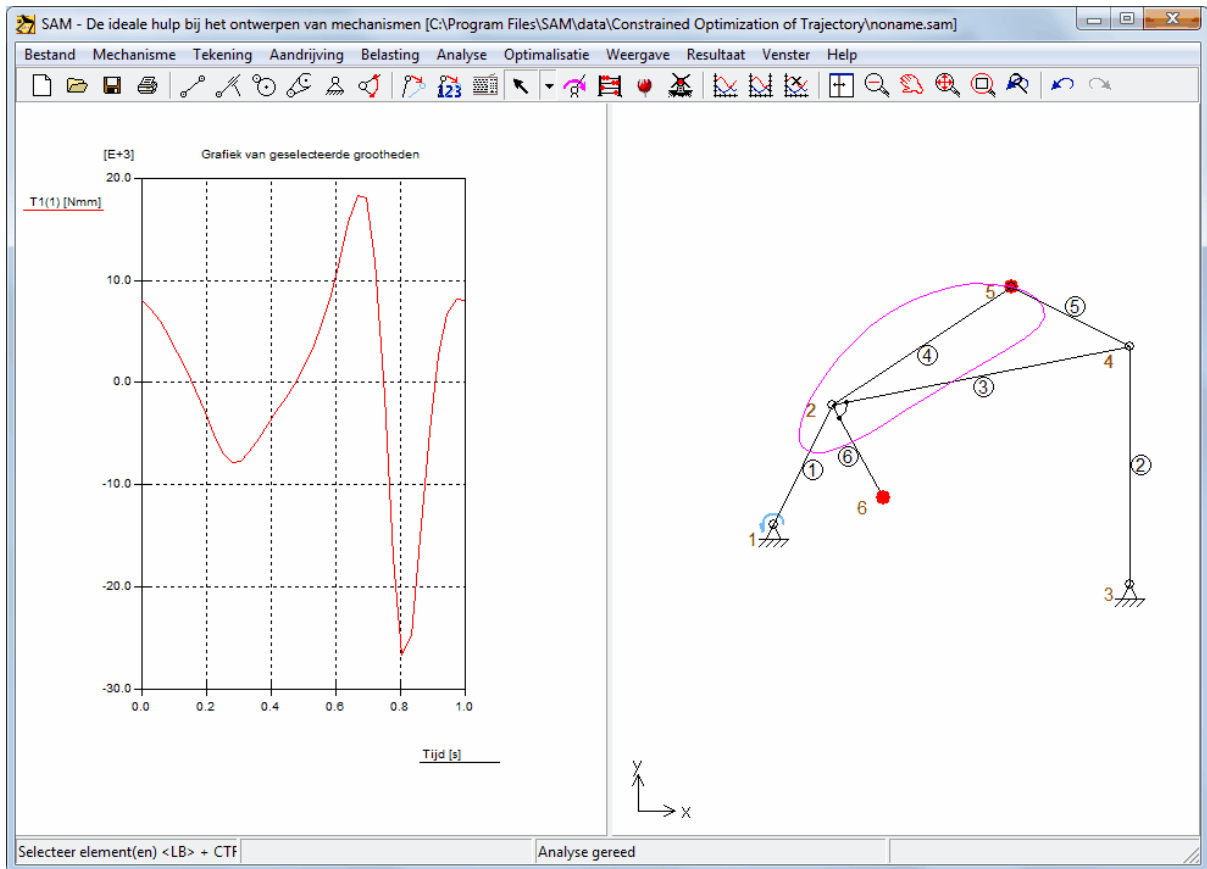 SAM - De ideale hulp bij het ontwerpen van mechanismen [C:\Program Files\SAM\data\Constrained Optimization of Trajectory\noname.sam]
Bestand Mechanisme Tekening Aandrijving Belasting Analyse Optimalisatie Weergave Resultaat Venster Help
123
[E+3] Grafiek van geselecteerde grootheden
T1(1) [Nmm]
20.0
10.0
0.0
-10.0
-20.0
-30.0
0.0 0.2 0.4 0.6 0.8 1.0
Tijd [s]
5
5
4
4
3
2
6
1
2
6
1
3
y
x
Selecteer element(en) <LB> + CTF
Analyse gereed